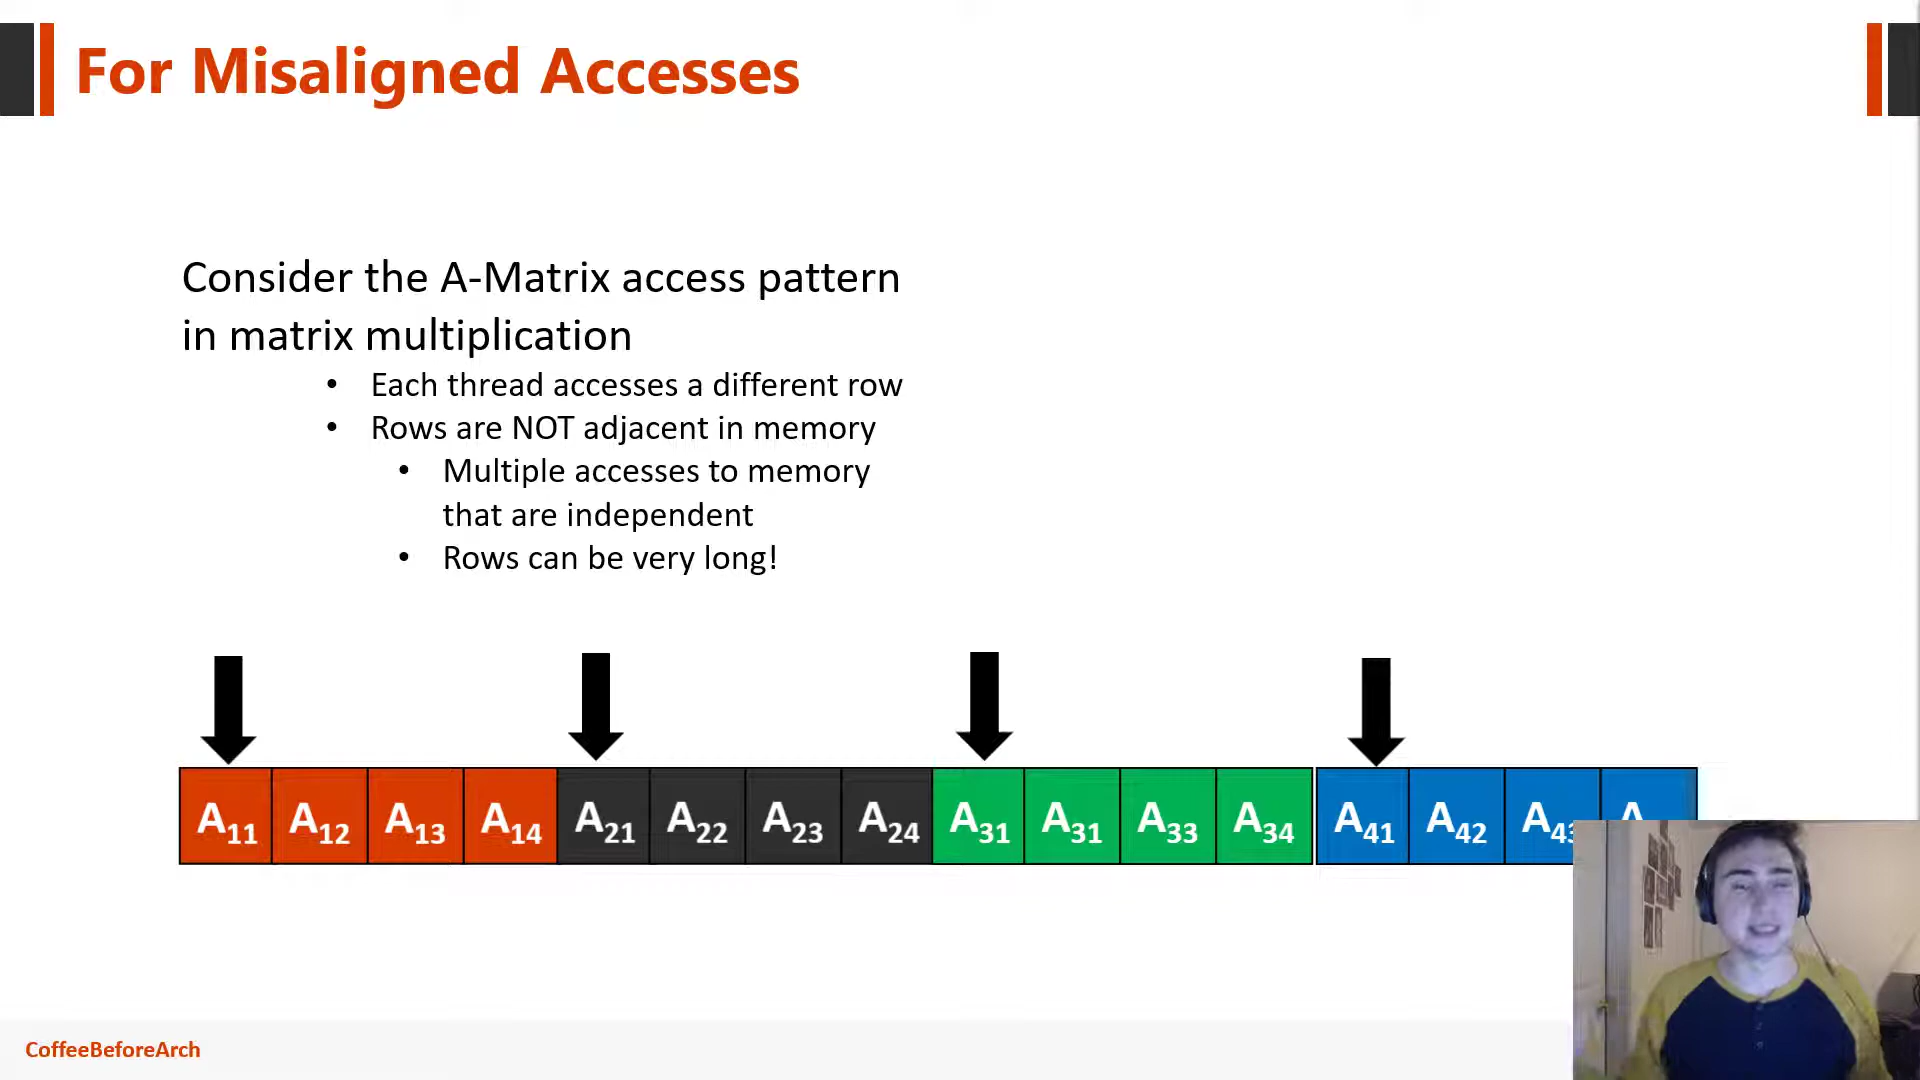 For Misaligned Accesses
Consider the A-Matrix access pattern
in matrix multiplication
• Each thread accesses a different row
• Rows are NOT adjacent in memory
• Multiple accesses to memory
that are independent
• Rows can be very long!
A11 A12 A13 A14 A21 A22 A23 A24 A31 A31 A33 A34 A41 A42 A43 A
CoffeeBeforeArch